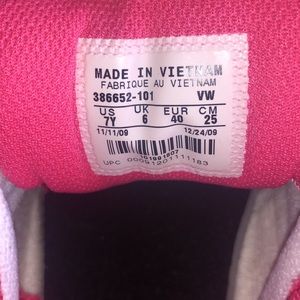 MADE IN VIETNAM
FABRIQUE AU VIETNAM
386652-101 VW
US UK EUR CM
7Y 6 40 25
11/11/09 12/24/09
UPC 00091201111183